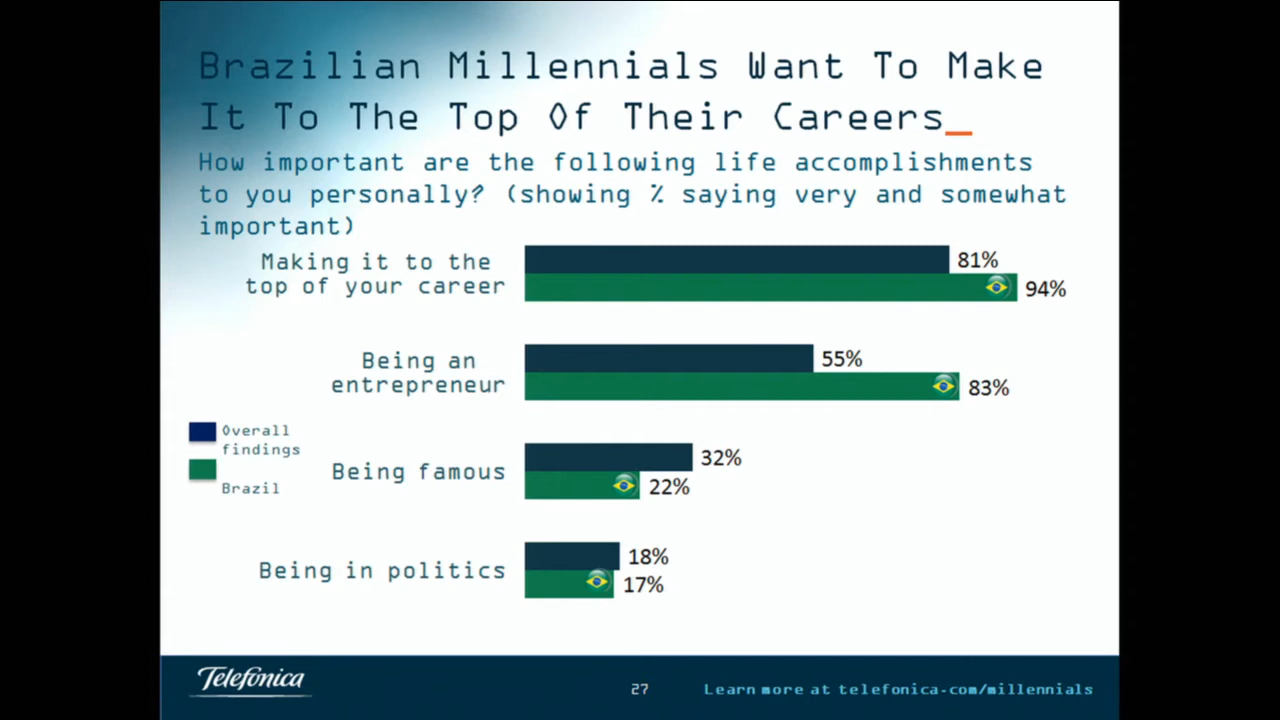 Brazilian Millennials Want To Make
It To The Top Of Their Careers_
How important are the following life accomplishments
to you personally? (showing % saying very and somewhat
important)
Making it to the
top of your career
81%
94%
Being an
entrepreneur
55%
83%
Overall
findings
Brazil
Being famous
32%
22%
Being in politics
18%
17%
Telefónica
27
Learn more at telefonica.com/millennials